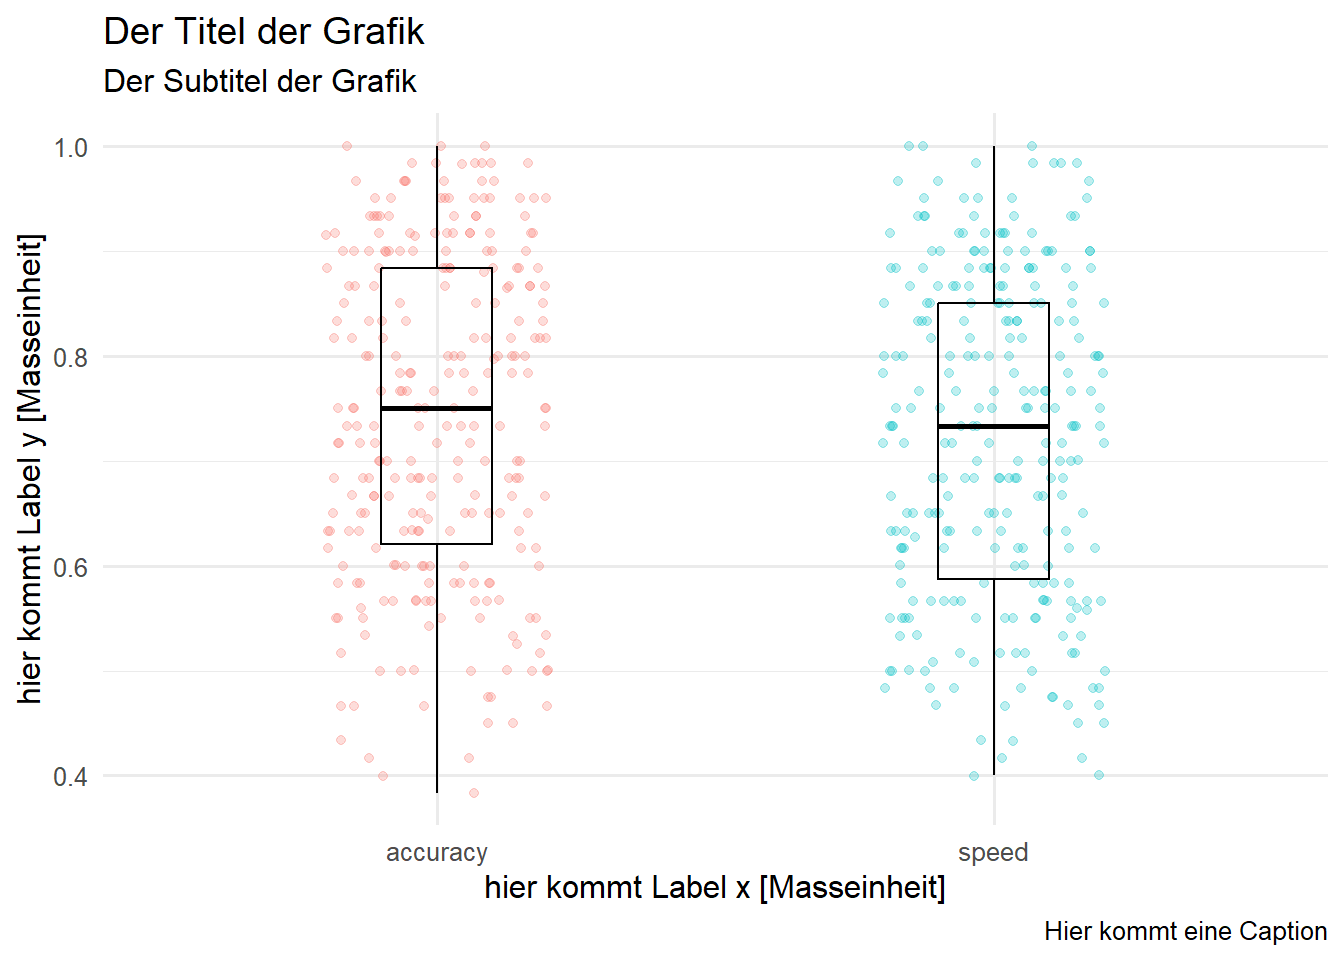 Der Titel der Grafik
Der Subtitel der Grafik
hier kommt Label y [Masseinheit]
1.0
0.8
0.6
0.4
accuracy
speed
hier kommt Label x [Masseinheit]
Hier kommt eine Caption